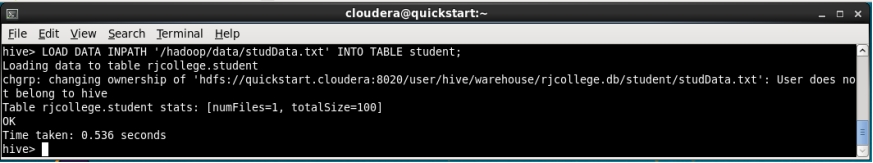 cloudera@quickstart:~
File Edit View Search Terminal Help
hive> LOAD DATA INPATH '/hadoop/data/studData.txt' INTO TABLE student;
Loading data to table rjcollege.student
chgrp: changing ownership of 'hdfs://quickstart.cloudera:8020/user/hive/warehouse/rjcollege.db/student/studData.txt': User does no
t belong to hive
Table rjcollege.student stats: [numFiles=1, totalSize=100]
OK
Time taken: 0.536 seconds
hive>